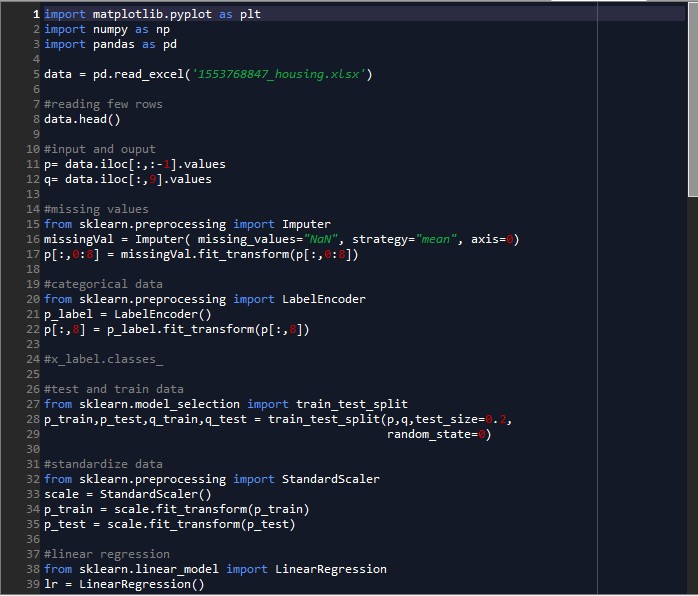 1 import matplotlib.pyplot as plt
2 import numpy as np
3 import pandas as pd
4
5 data = pd.read_excel('1553768847_housing.xlsx')
6
7 #reading few rows
8 data.head()
9
10 #input and ouput
11 p= data.iloc[:,:-1].values
12 q= data.iloc[:,9].values
13
14 #missing values
15 from sklearn.preprocessing import Imputer
16 missingVal = Imputer( missing_values="NaN", strategy="mean", axis=0)
17 p[:,0:8] = missingVal.fit_transform(p[:,0:8])
18
19 #categorical data
20 from sklearn.preprocessing import LabelEncoder
21 p_label = LabelEncoder()
22 p[:,8] = p_label.fit_transform(p[:,8])
23
24 #x_label.classes_
25
26 #test and train data
27 from sklearn.model_selection import train_test_split
28 p_train,p_test,q_train,q_test = train_test_split(p,q,test_size=0.2,
29 random_state=0)
30
31 #standardize data
32 from sklearn.preprocessing import StandardScaler
33 scale = StandardScaler()
34 p_train = scale.fit_transform(p_train)
35 p_test = scale.fit_transform(p_test)
36
37 #linear regression
38 from sklearn.linear_model import LinearRegression
39 lr = LinearRegression()